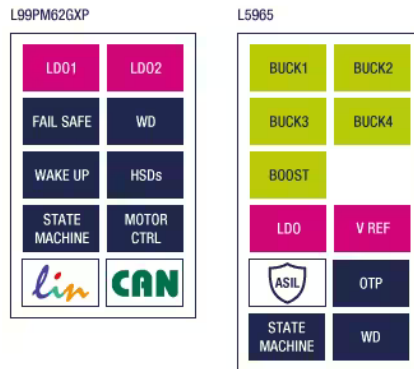 L99PM62GXP
LDO1 LDO2
FAIL SAFE WD
WAKE UP HSDs
STATE
MACHINE
MOTOR
CTRL
lin CAN
L5965
BUCK1 BUCK2
BUCK3 BUCK4
BOOST
LDO V REF
ASIL OTP
STATE
MACHINE
WD